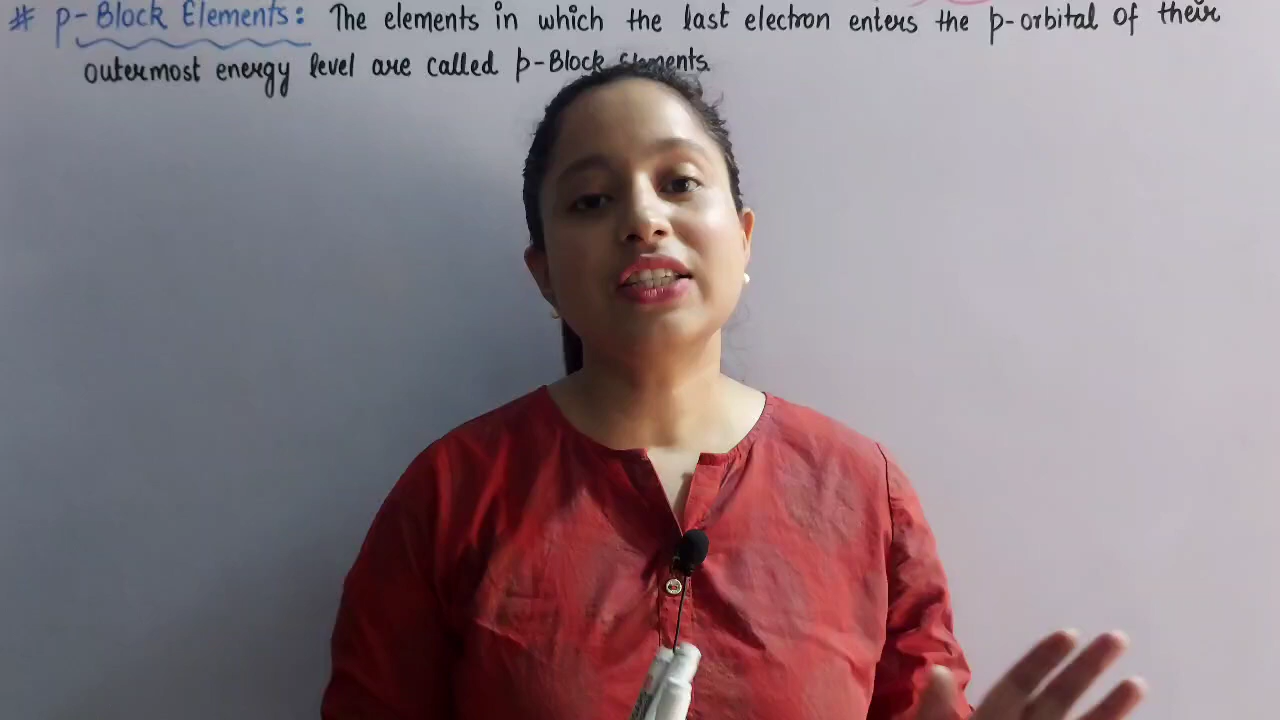 # p-Block Elements: The elements in which the last electron enters the p-orbital of their
outermost energy level are called p-Block Elements.